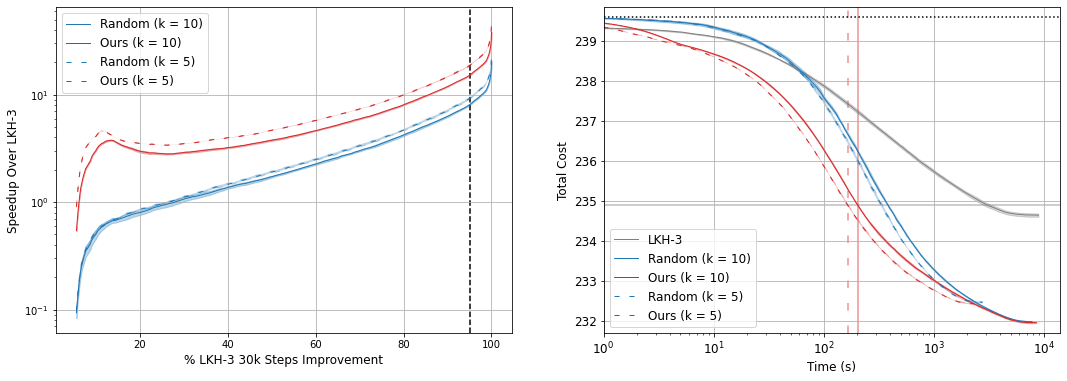 Random (k = 10)
Ours (k = 10)
Random (k = 5)
Ours (k = 5)
Speedup Over LKH-3
10¹
10⁰
10⁻¹
20
40
60
80
100
% LKH-3 30k Steps Improvement
Total Cost
239
238
237
236
235
234
233
232
LKH-3
Random (k = 10)
Ours (k = 10)
Random (k = 5)
Ours (k = 5)
10⁰
10¹
10²
10³
10⁴
Time (s)